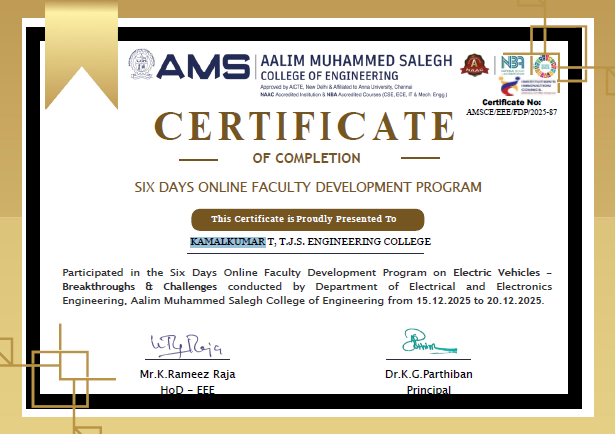 AMS
AALIM MUHAMMED SALEGH
COLLEGE OF ENGINEERING
Approved by AICTE, New Delhi & Affiliated to Anna University, Chennai
NAAC Accredited Institution & NBA Accredited Courses (CSE, ECE, IT & Mech. Engg.)
NAAC
NBA
Certificate No:
AMSCE/EEE/FDP/2025-87
CERTIFICATE
OF COMPLETION
SIX DAYS ONLINE FACULTY DEVELOPMENT PROGRAM
This Certificate is Proudly Presented To
KAMALKUMAR T, T.J.S. ENGINEERING COLLEGE
Participated in the Six Days Online Faculty Development Program on Electric Vehicles –
Breakthroughs & Challenges conducted by Department of Electrical and Electronics
Engineering, Aalim Muhammed Salegh College of Engineering from 15.12.2025 to 20.12.2025.
Mr.K.Rameez Raja
HoD – EEE
Dr.K.G.Parthiban
Principal